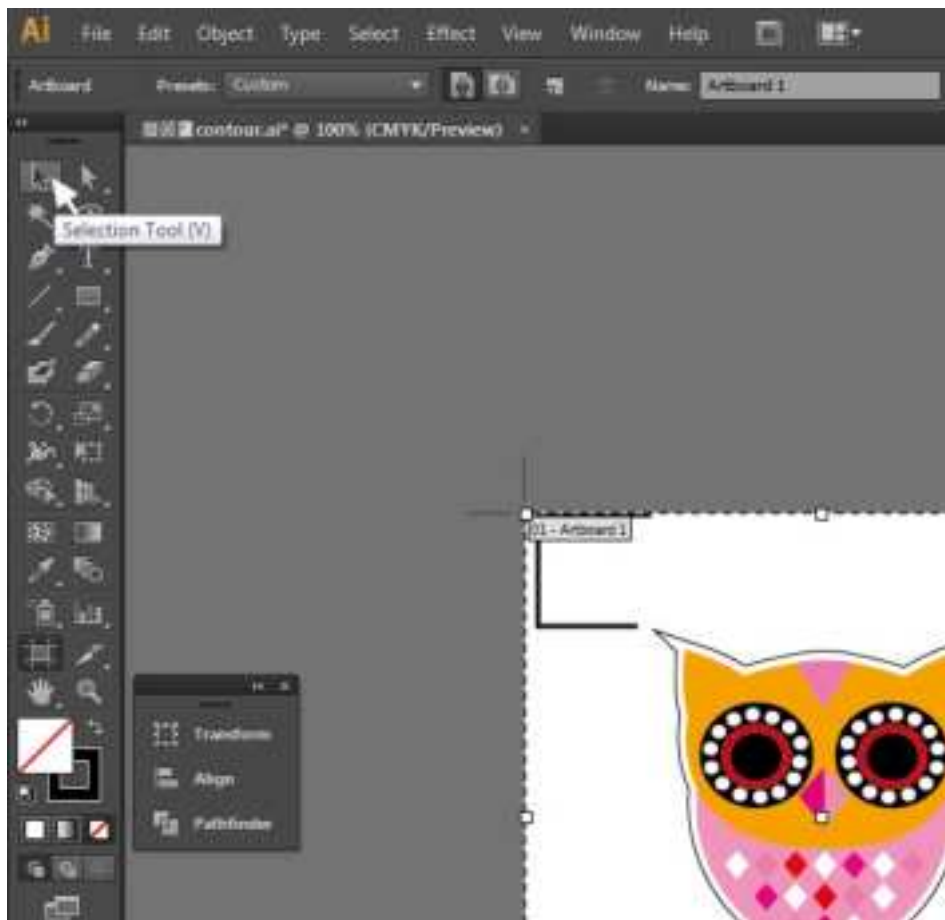 Ai File Edit Object Type Select Effect View Window Help
Artboard Presets: Custom Name: Artboard 1
contour.ai* @ 100% (CMYK/Preview) ×
Selection Tool (V)
01 - Artboard 1
Transform
Align
Pathfinder